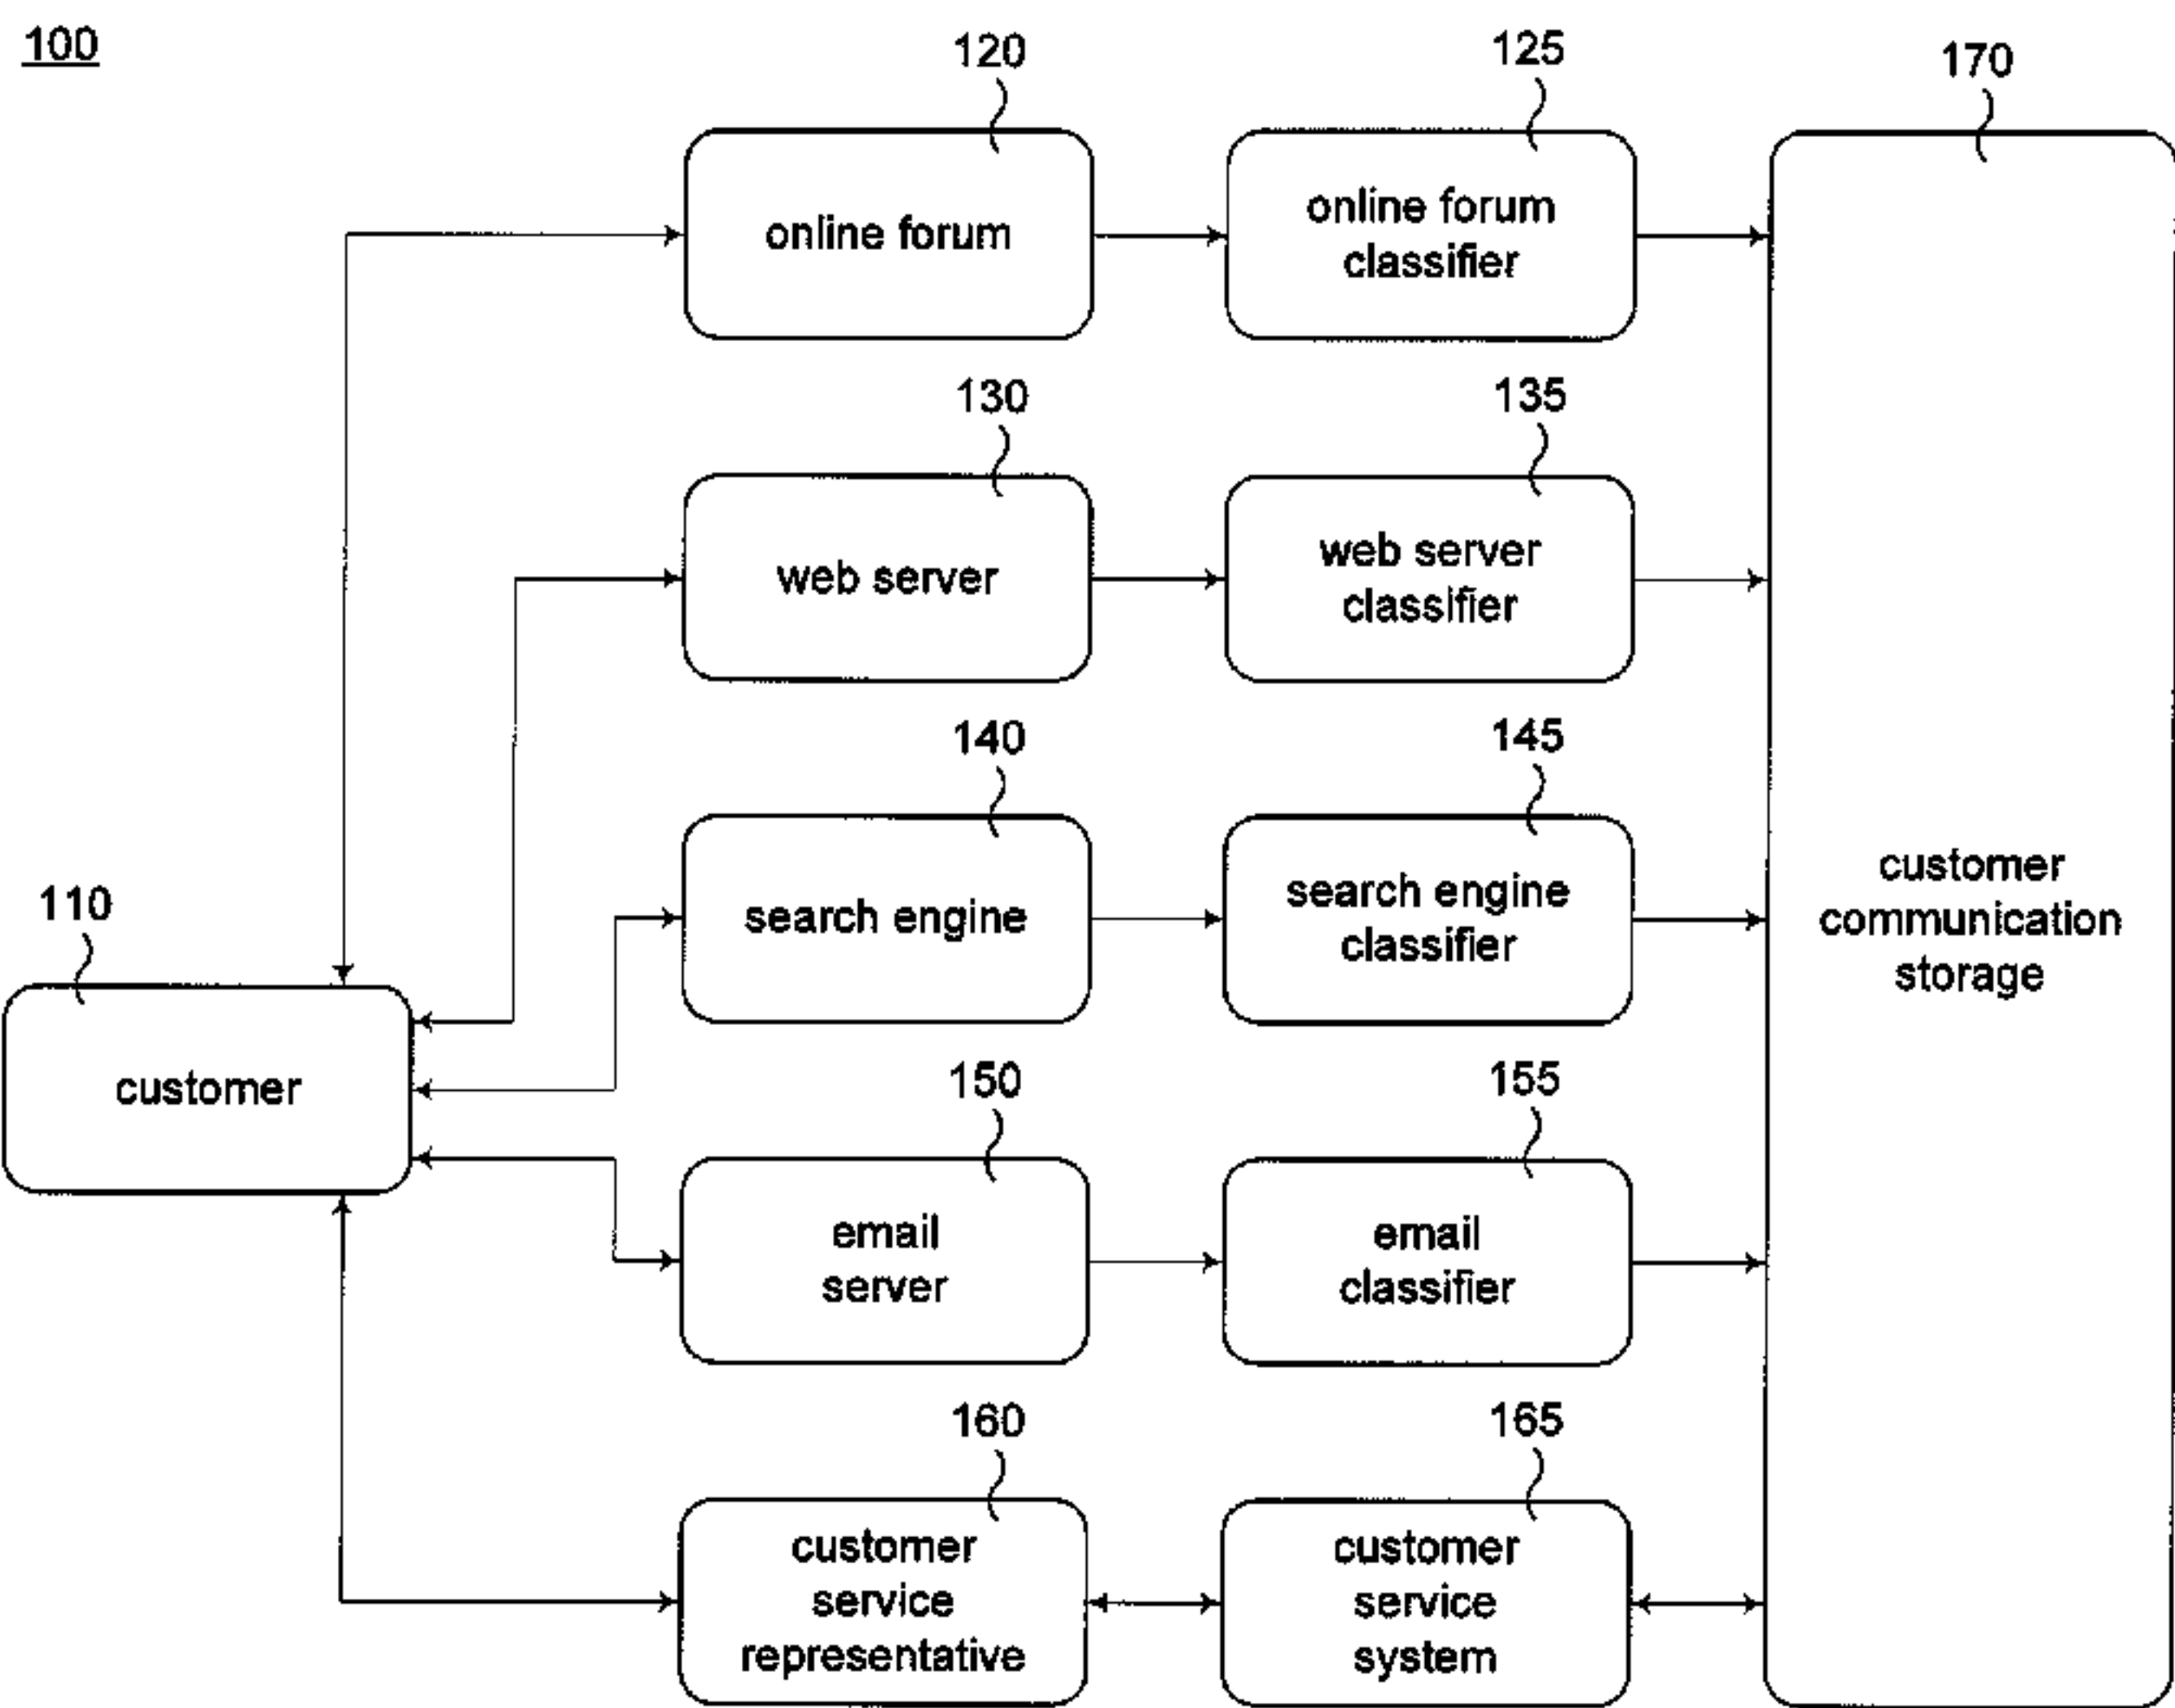 100
120
125
170
online forum
online forum
classifier
130
135
web server
web server
classifier
140
145
search engine
search engine
classifier
customer
communication
storage
110
customer
150
155
email
server
email
classifier
160
165
customer
service
representative
customer
service
system